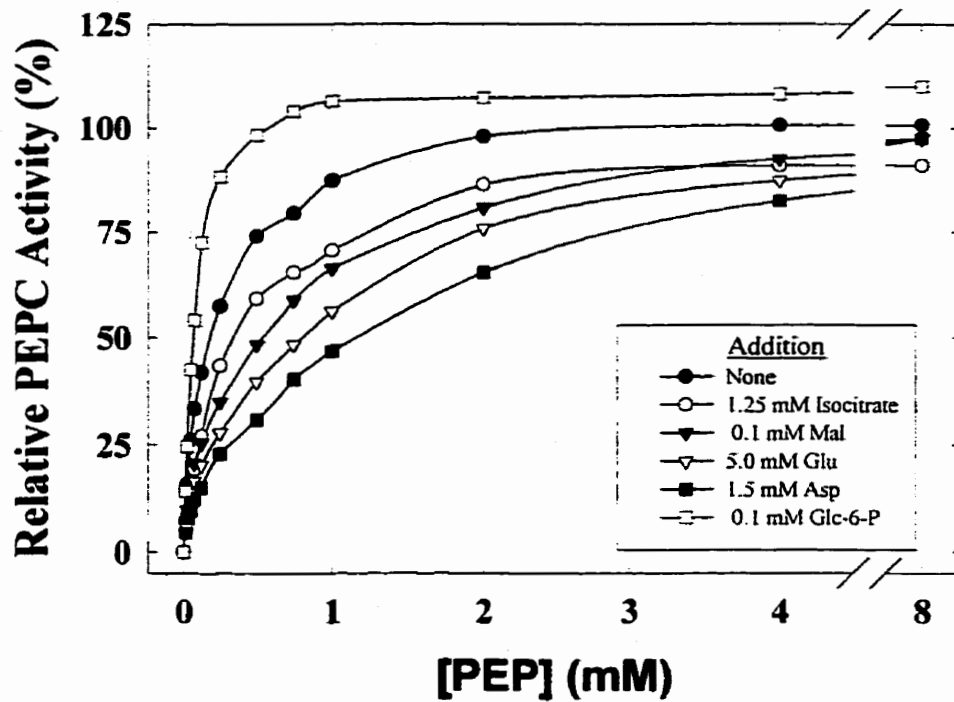 Relative PEPC Activity (%)
125
100
75
50
25
0
Addition
None
1.25 mM Isocitrate
0.1 mM Mal
5.0 mM Glu
1.5 mM Asp
0.1 mM Glc-6-P
0 1 2 3 4 8
[PEP] (mM)